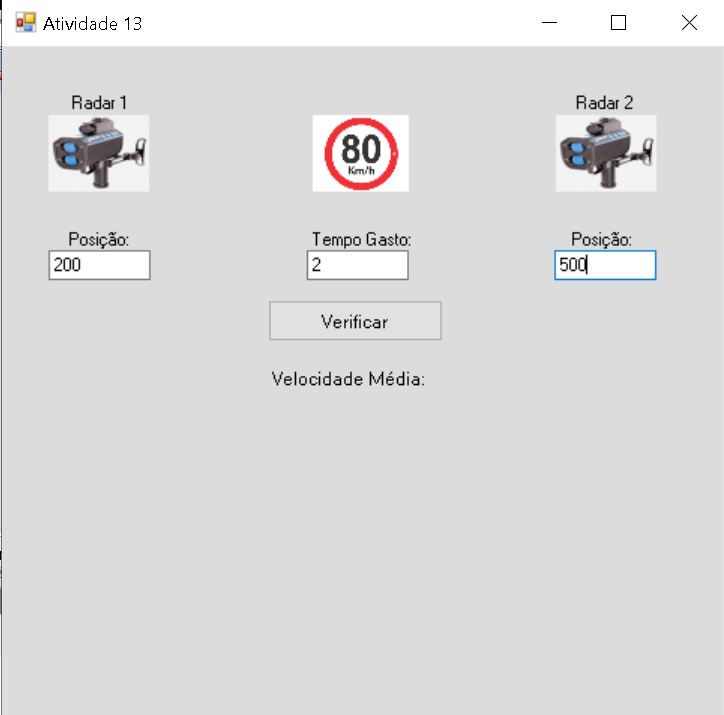 Atividade 13
Radar 1
Radar 2
80
Km/h
Posição:
Tempo Gasto:
Posição:
200
2
500
Verificar
Velocidade Média: